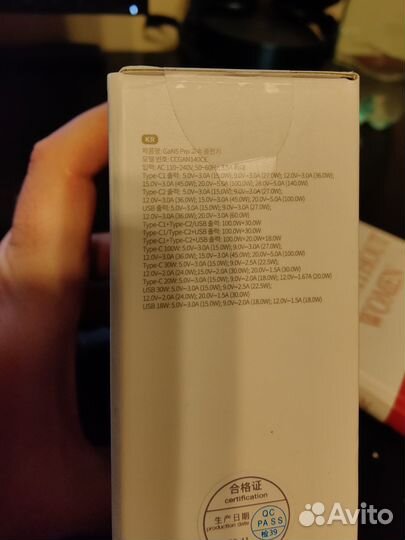 KR
제품명: GaN5 Pro 고속 충전기
모델 번호: CCGAN140CK
입력: AC 110~240V, 50~60Hz,
Type-C1 출력: 5.0V⎓3.0A (15.0W); 9.0V⎓3.0A (27.0W); 12.0V⎓3.0A (36.0W);
15.0V⎓3.0A (45.0W); 20.0V⎓5.0A (100.0W); 28.0V⎓5.0A (140.0W)
Type-C2 출력: 5.0V⎓3.0A (15.0W); 9.0V⎓3.0A (27.0W);
12.0V⎓3.0A (36.0W); 15.0V⎓3.0A (45.0W); 20.0V⎓5.0A (100.0W)
USB 출력: 5.0V⎓3.0A (15.0W); 9.0V⎓3.0A (27W);
12.0V⎓3.0A (36.0W); 20.0V⎓3.0A (60.0W)
Type-C1+Type-C2/USB 출력: 100.0W+30.0W
Type-C1/Type-C2+USB 출력: 100.0W+30.0W
Type-C1+Type-C2+USB 출력: 100.0W+20.0W+18.0W
Type-C 100W: 5.0V⎓3.0A (15.0W); 9.0V⎓3.0A (27.0W);
12.0V⎓3.0A (36.0W); 15.0V⎓3.0A (45.0W); 20.0V⎓5.0A (100.0W)
Type-C 30W: 5.0V⎓3.0A (15.0W); 9.0V⎓2.5A (22.5W);
12.0V⎓2.0A (24.0W); 15.0V⎓2.0A (30.0W); 20.0V⎓1.5A (30.0W)
Type-C 20W: 5.0V⎓3.0A (15.0W); 9.0V⎓2.0A (18.0W); 12.0V⎓1.67A (20.0W)
USB 30W: 5.0V⎓3.0A (15.0W); 9.0V⎓2.5A (22.5W);
12.0V⎓2.0A (24.0W); 20.0V⎓1.5A (30.0W)
USB 18W: 5.0V⎓3.0A (15.0W); 9.0V⎓2.0A (18.0W); 12.0V⎓1.5A (18.0W)
合格证
certification
生产日期
production date
QC
PASS
检39
Avito